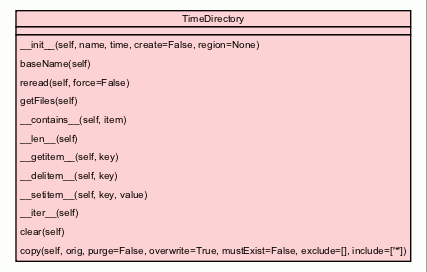 TimeDirectory
__init__(self, name, time, create=False, region=None)
baseName(self)
reread(self, force=False)
getFiles(self)
__contains__(self, item)
__len__(self)
__getitem__(self, key)
__delitem__(self, key)
__setitem__(self, key, value)
__iter__(self)
clear(self)
copy(self, orig, purge=False, overwrite=True, mustExist=False, exclude=[], include=["*"])